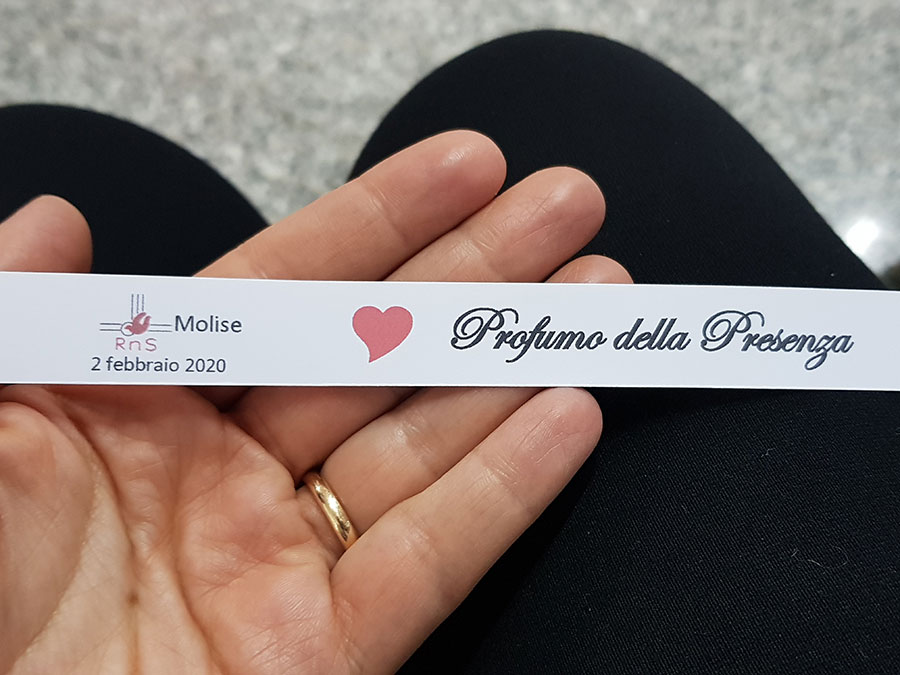 Molise
RnS
2 febbraio 2020
Profumo della Presenza